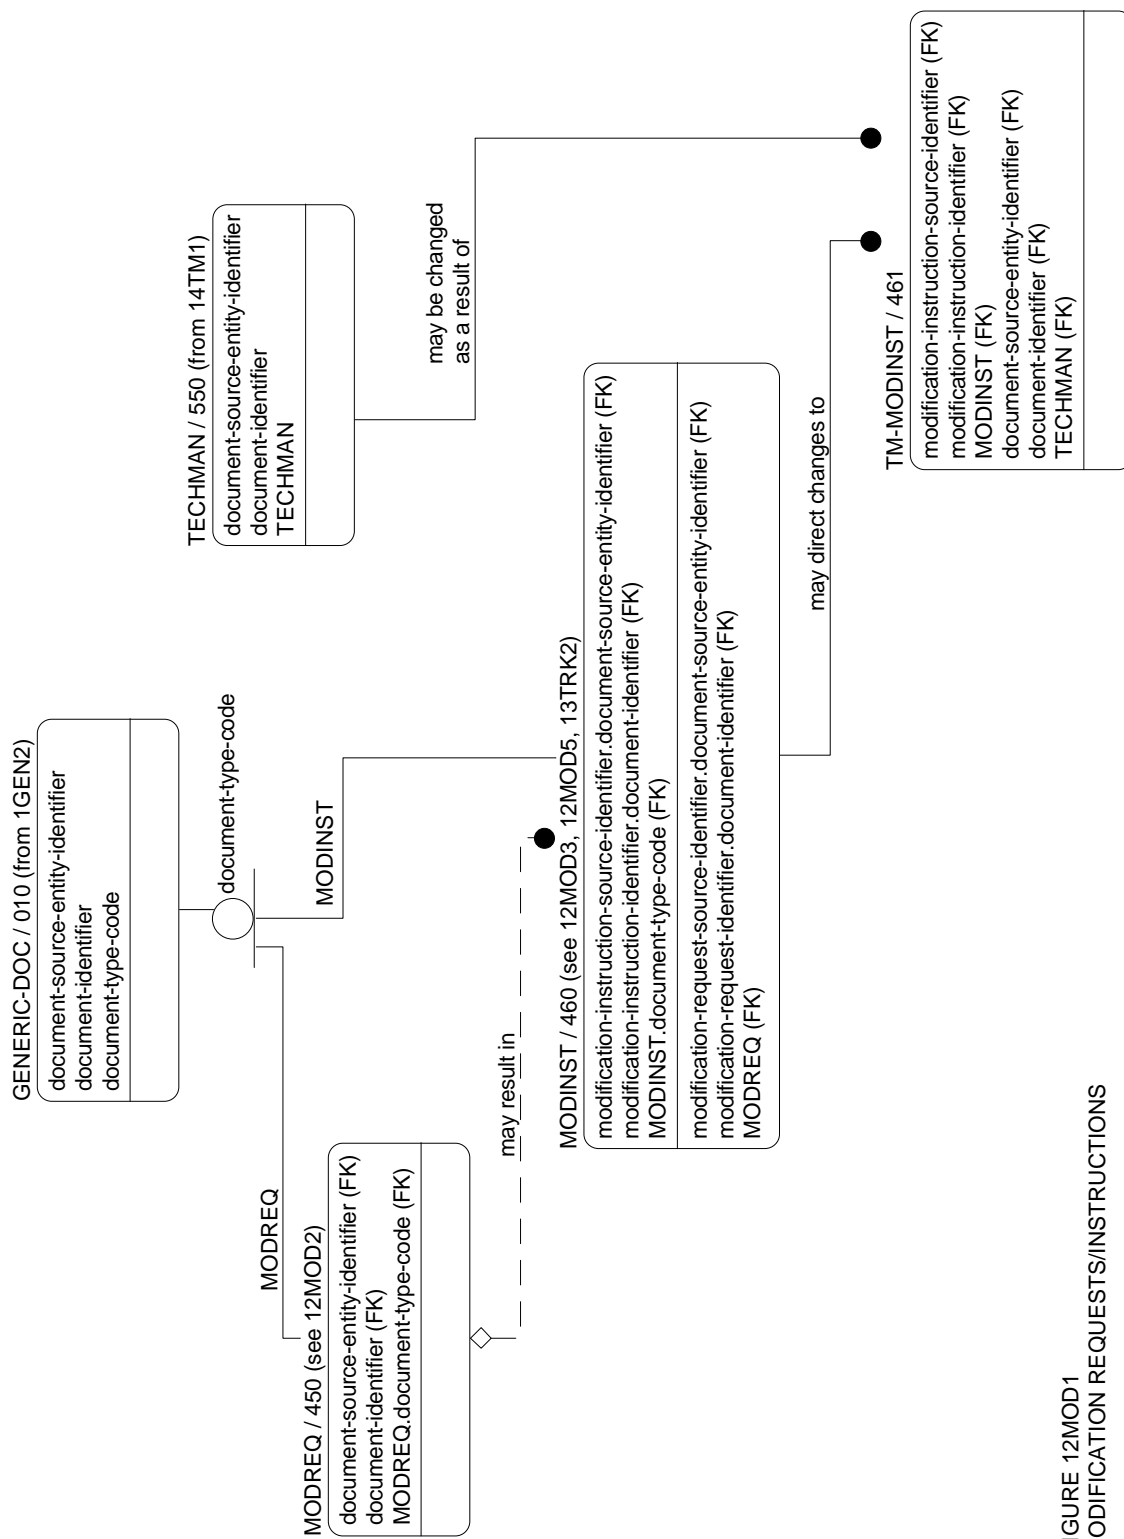 GENERIC-DOC / 010 (from 1GEN2)
document-source-entity-identifier
document-identifier
document-type-code
document-type-code
MODREQ
MODINST
TECHMAN / 550 (from 14TM1)
document-source-entity-identifier
document-identifier
TECHMAN
MODREQ / 450 (see 12MOD2)
document-source-entity-identifier (FK)
document-identifier (FK)
MODREQ.document-type-code (FK)
may result in
may be changed
as a result of
MODINST / 460 (see 12MOD3, 12MOD5, 13TRK2)
modification-instruction-source-identifier.document-source-entity-identifier (FK)
modification-instruction-identifier.document-identifier (FK)
MODINST.document-type-code (FK)
modification-request-source-identifier.document-source-entity-identifier (FK)
modification-request-identifier.document-identifier (FK)
MODREQ (FK)
may direct changes to
TM-MODINST / 461
modification-instruction-source-identifier (FK)
modification-instruction-identifier (FK)
MODINST (FK)
document-source-entity-identifier (FK)
document-identifier (FK)
TECHMAN (FK)
IGURE 12MOD1
ODIFICATION REQUESTS/INSTRUCTIONS